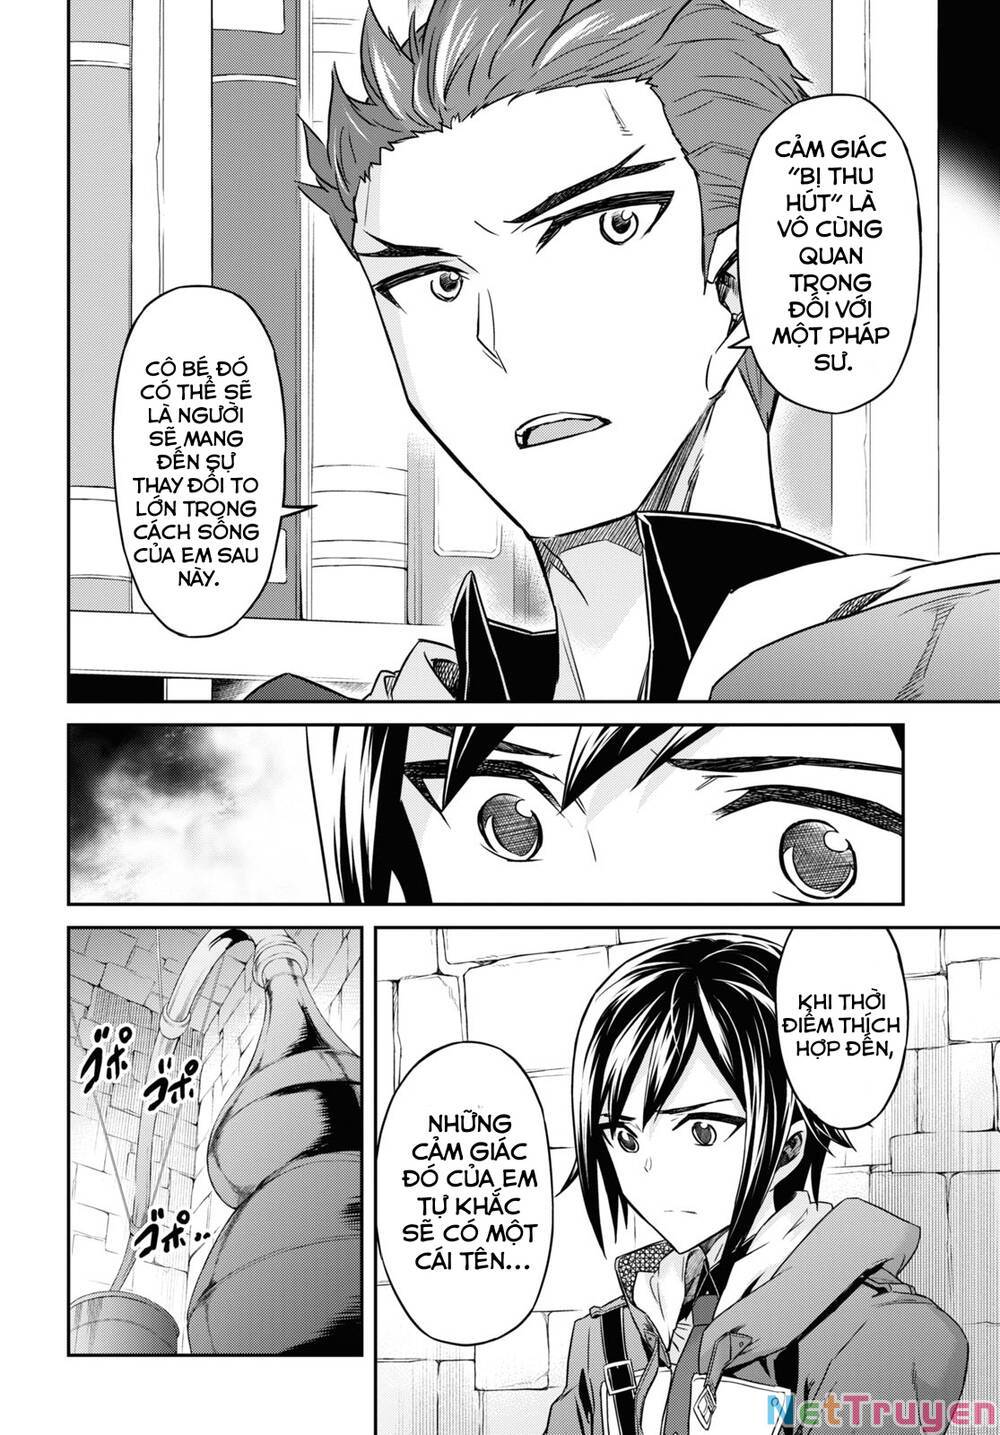 CẢM GIÁC
"BỊ THU
HÚT" LÀ
VÔ CÙNG
QUAN
TRỌNG
ĐỐI VỚI
MỘT PHÁP
SƯ.
CÔ BÉ ĐÓ
CÓ THỂ SẼ
LÀ NGƯỜI
SẼ MANG
ĐẾN SỰ
THAY ĐỔI TO
LỚN TRONG
CÁCH SỐNG
CỦA EM SAU
NÀY.
KHI THỜI
ĐIỂM THÍCH
HỢP ĐẾN,
NHỮNG
CẢM GIÁC
ĐÓ CỦA EM
TỰ KHẮC
SẼ CÓ MỘT
CÁI TÊN...
ゴポ
ゴポ
ゴポ..
NetTruyen